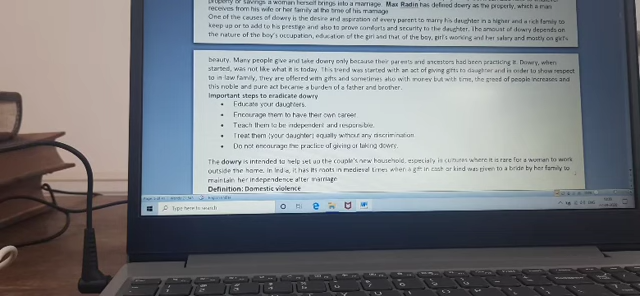 property or savings a woman herself brings into a marriage. Max Radin has defined dowry as the property, which a man
receives from his wife or her family at the time of his marriage
One of the causes of dowry is the desire and aspiration of every parent to marry his daughter in a higher and a rich family to
keep up or to add to his prestige and also to prove comforts and security to the daughter. The amount of dowry depends on
the nature of the boy's occupation, education of the girl and that of the boy, girl's working and her salary and mostly on girl's
beauty. Many people give and take dowry only because their parents and ancestors had been practicing it. Dowry, when
started, was not like what it is today. This trend was started with an act of giving gifts to daughter and in order to show respect
to in law family, they are offered with gifts and sometimes also with money but with time, the greed of people increases and
this noble and pure act became a burden of a father and brother.
Important steps to eradicate dowry
• Educate your daughters.
• Encourage them to have their own career
• Teach them to be independent and responsible.
• Treat them (your daughter) equally without any discrimination
• Do not encourage the practice of giving or taking dowry.
The dowry is intended to help set up the couple's new household, especially in cultures where it is rare for a woman to work
outside the home. In India, it has its roots in medieval times when a gift in cash or kind was given to a bride by her family to
maintain her independence after marriage
Definition: Domestic violence
Type here to search